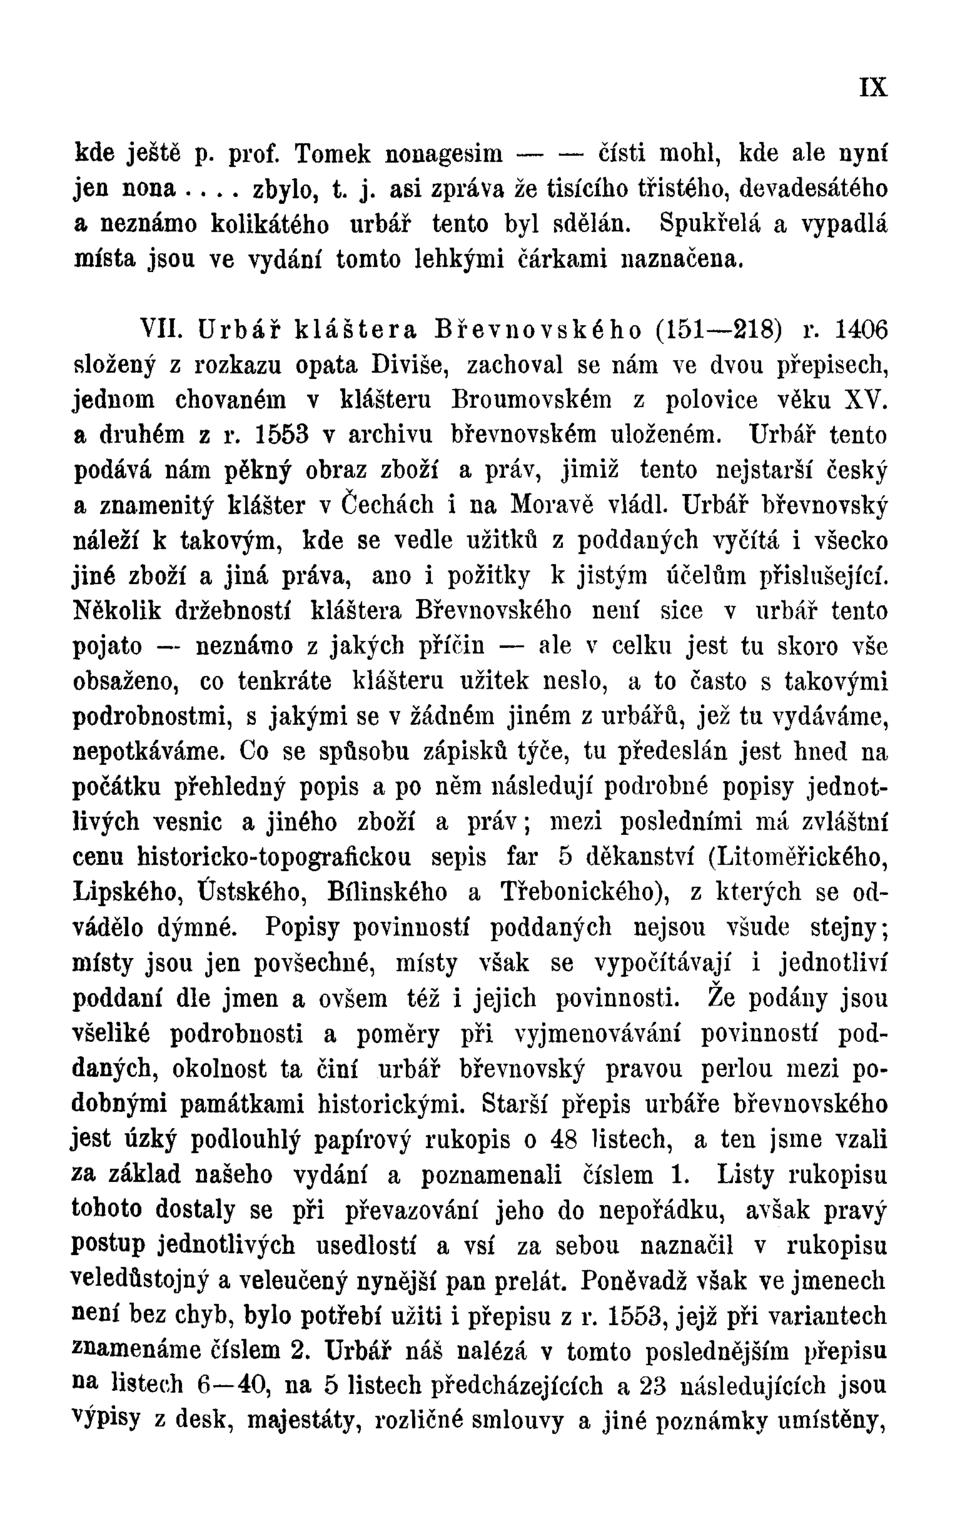 IX
kde ještě p. prof. Tomek nonagesim — — čísti mohl, kde ale nyní
jen nona . . . . zbylo, t. j. asi zpráva že tisícího třistého, devadesátého
a neznámo kolikátého urbář tento byl sdělán. Spukřelá a vypadlá
místa jsou ve vydání tomto lehkými čárkami naznačena.
VII. Urbář kláštera Břevnovského (151—218) r. 1406
složený z rozkazu opata Diviše, zachoval se nám ve dvou přepisech,
jednom chovaném v klášteru Broumovském z polovice věku XV.
a druhém z r. 1553 v archivu břevnovském uloženém. Urbář tento
podává nám pěkný obraz zboží a práv, jimiž tento nejstarší český
a znamenitý klášter v Čechách i na Moravě vládl. Urbář břevnovský
náleží k takovým, kde se vedle užitků z poddaných vyčítá i všecko
jiné zboží a jiná práva, ano i požitky k jistým účelům přislušející.
Několik držebností kláštera Břevnovského není sice v urbář tento
pojato — neznámo z jakých příčin — ale v celku jest tu skoro vše
obsaženo, co tenkráte klášteru užitek neslo, a to často s takovými
podrobnostmi, s jakými se v žádném jiném z urbářů, jež tu vydáváme,
nepotkáváme. Co se spůsobu zápisků týče, tu předeslán jest hned na
počátku přehledný popis a po něm následují podrobné popisy jednot-
livých vesnic a jiného zboží a práv; mezi posledními má zvláštní
cenu historicko-topografickou sepis far 5 děkanství (Litoměřického,
Lipského, Ústského, Bílinského a Třebonického), z kterých se od-
vádělo dýmné. Popisy povinností poddaných nejsou všude stejny;
místy jsou jen povšechné, místy však se vypočítávají i jednotliví
poddaní dle jmen a ovšem též i jejich povinnosti. Že podány jsou
všeliké podrobnosti a poměry při vyjmenovávání povinností pod-
daných, okolnost ta činí urbář břevnovský pravou perlou mezi po-
dobnými památkami historickými. Starší přepis urbáře břevnovského
jest úzký podlouhlý papírový rukopis o 48 listech, a ten jsme vzali
za základ našeho vydání a poznamenali číslem 1. Listy rukopisu
tohoto dostaly se při převazování jeho do nepořádku, avšak pravý
postup jednotlivých usedlostí a vsí za sebou naznačil v rukopisu
veledůstojný a veleučený nynější pan prelát. Poněvadž však ve jmenech
není bez chyb, bylo potřebí užiti i přepisu z r. 1553, jejž při variantech
znamenáme číslem 2. Urbář náš nalézá v tomto poslednějším přepisu
na listech 6—40, na 5 listech předcházejících a 23 následujících jsou
výpisy z desk, majestáty, rozličné smlouvy a jiné poznámky umístěny,